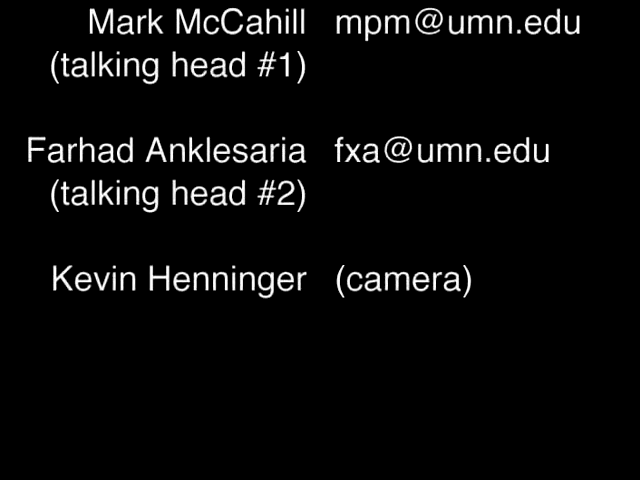 Mark McCahill mpm@umn.edu
(talking head #1)
Farhad Anklesaria fxa@umn.edu
(talking head #2)
Kevin Henninger (camera)